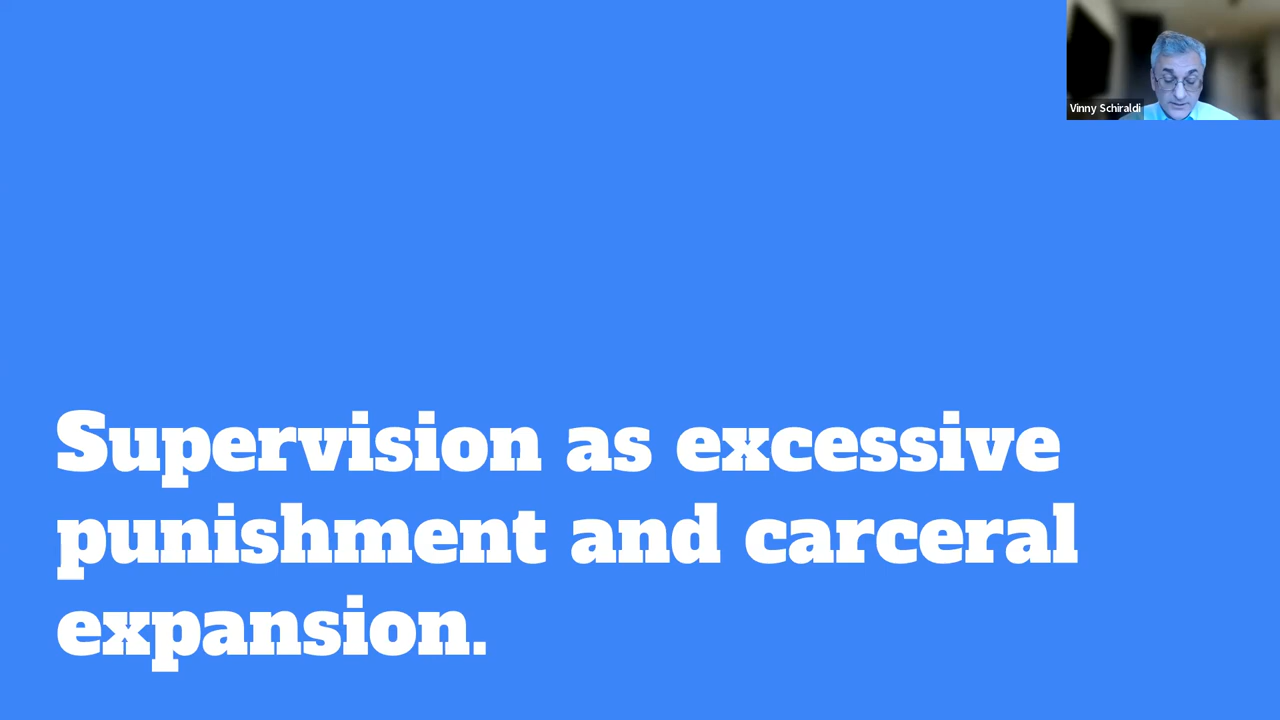 Vinny Schiraldi
Supervision as excessive
punishment and carceral
expansion.